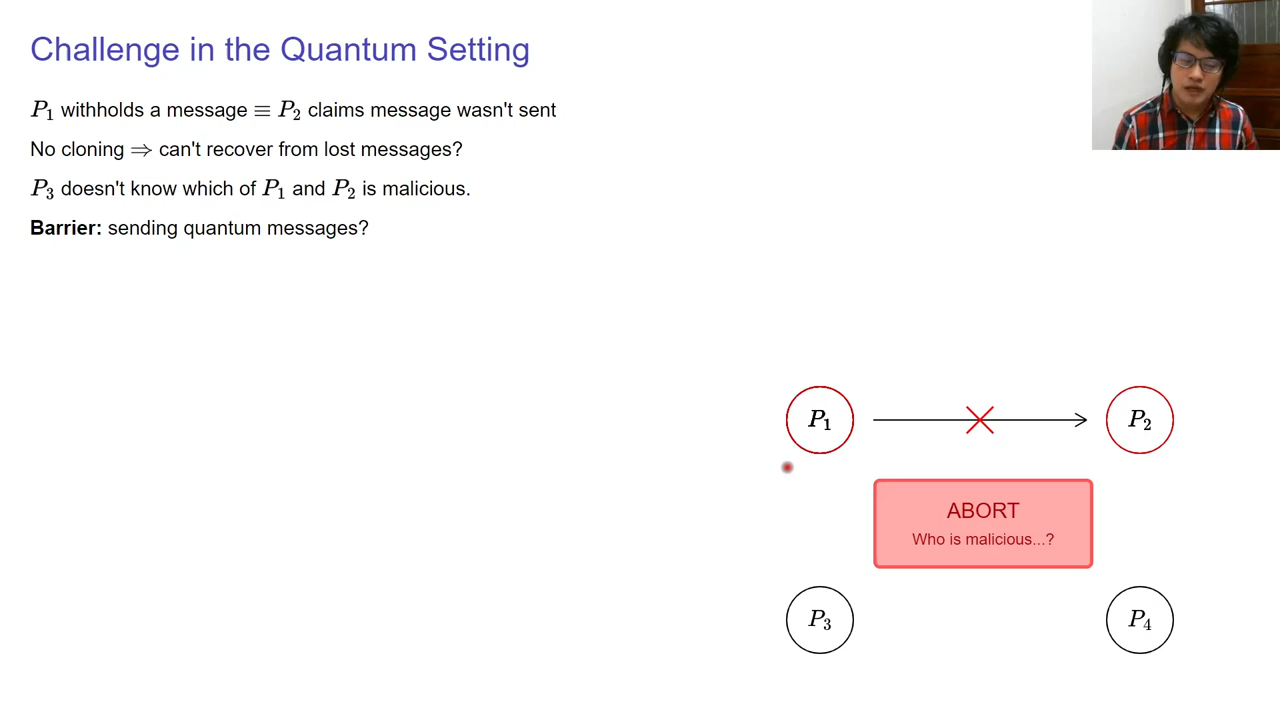 Challenge in the Quantum Setting
P₁ withholds a message ≡ P₂ claims message wasn't sent
No cloning ⇒ can't recover from lost messages?
P₃ doesn't know which of P₁ and P₂ is malicious.
Barrier: sending quantum messages?
P₁
P₂
ABORT
Who is malicious...?
P₃
P₄